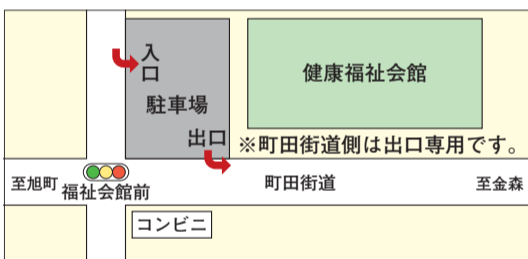 入口
健康福祉会館
駐車場
出口
※町田街道側は出口専用です。
至旭町
福祉会館前
町田街道
至金森
コンビニ